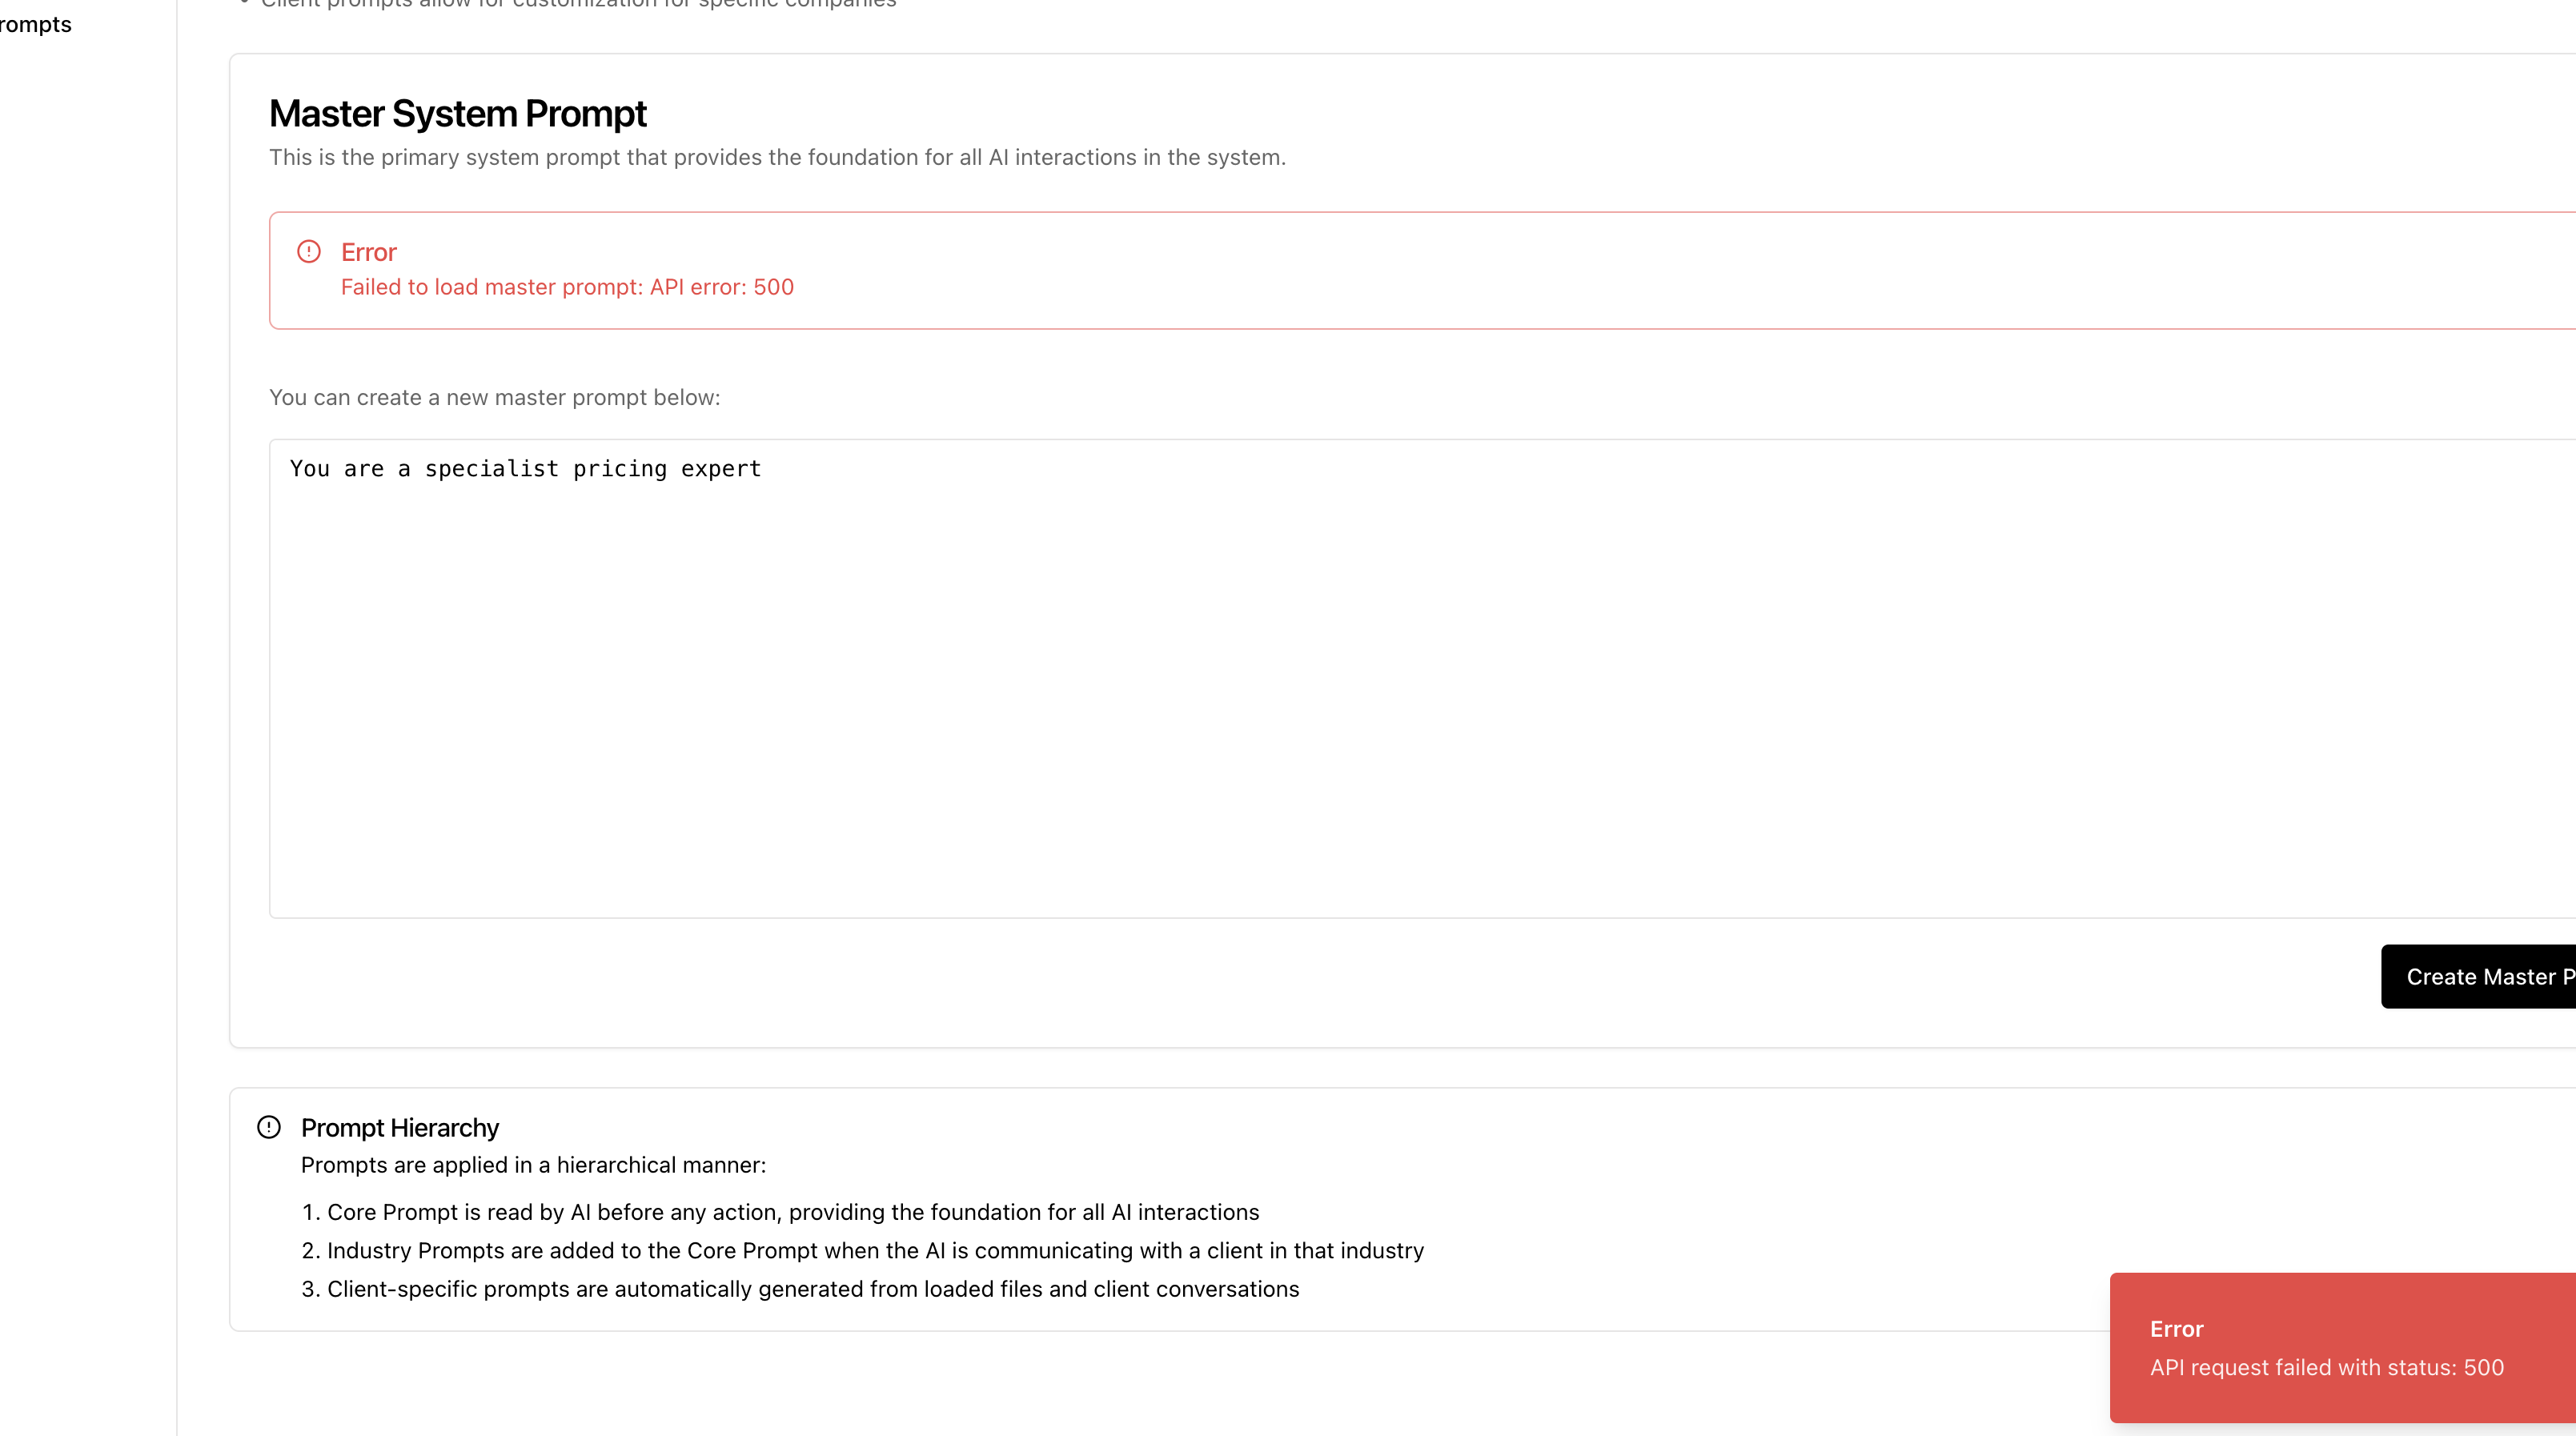 • Client prompts allow for customization for specific companies
rompts
Master System Prompt
This is the primary system prompt that provides the foundation for all AI interactions in the system.
Error
Failed to load master prompt: API error: 500
You can create a new master prompt below:
You are a specialist pricing expert
Create Master P
Prompt Hierarchy
Prompts are applied in a hierarchical manner:
1. Core Prompt is read by AI before any action, providing the foundation for all AI interactions
2. Industry Prompts are added to the Core Prompt when the AI is communicating with a client in that industry
3. Client-specific prompts are automatically generated from loaded files and client conversations
Error
API request failed with status: 500